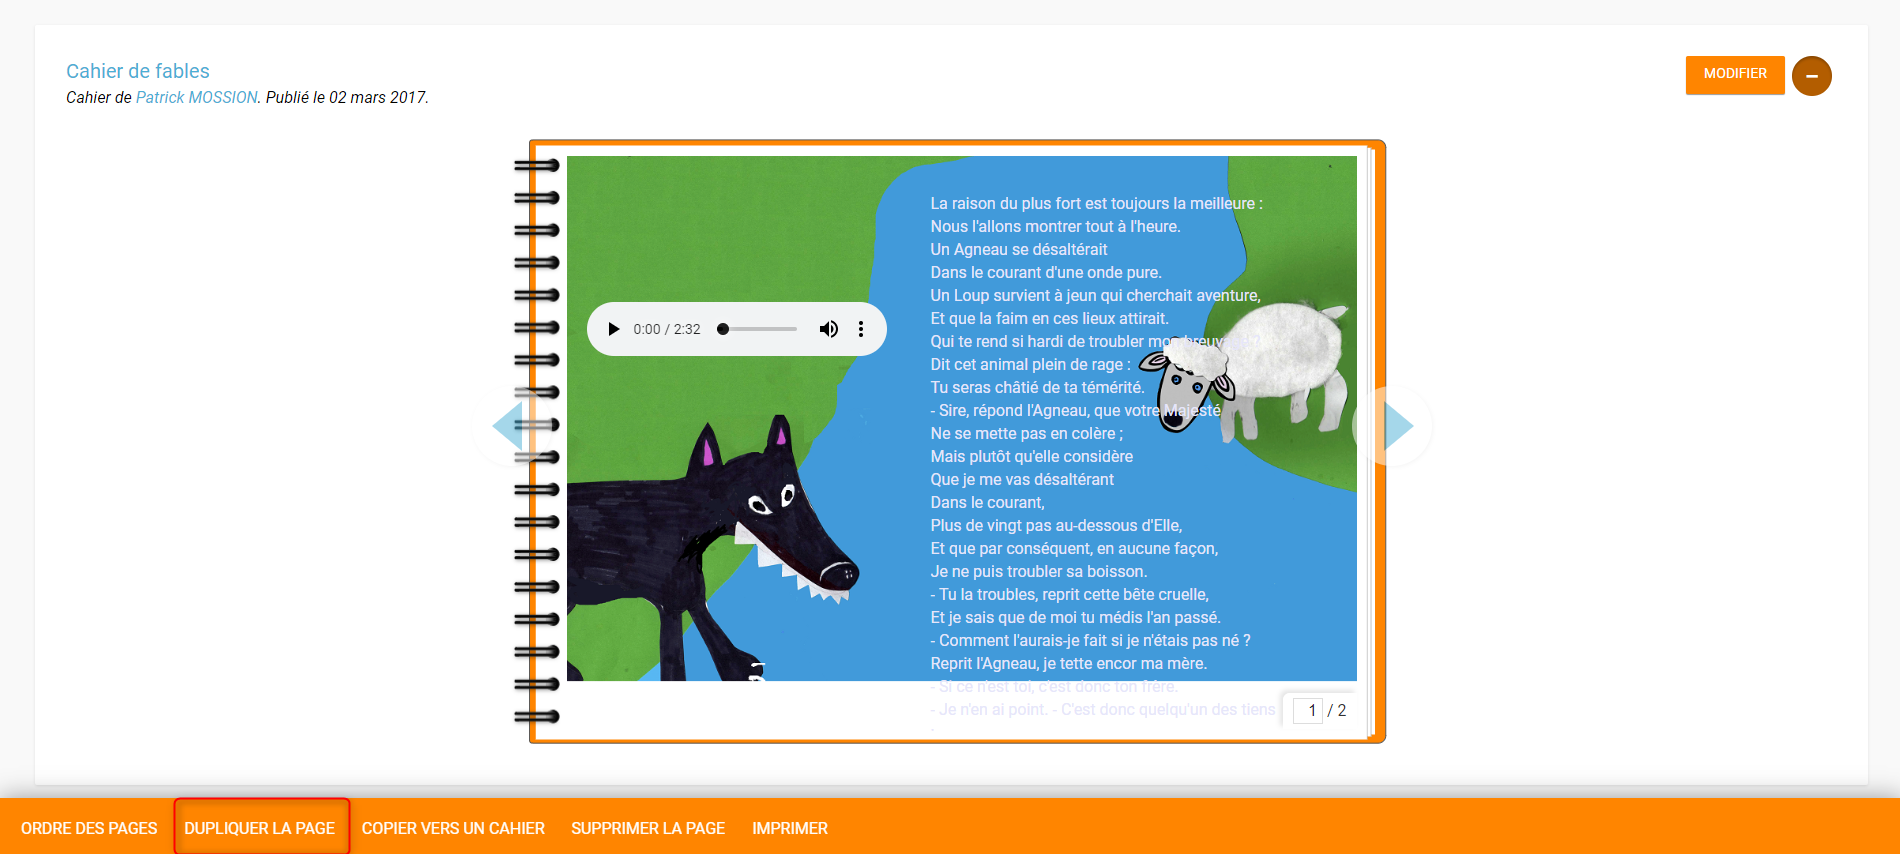 Cahier de fables
Cahier de Patrick MOSSION. Publié le 02 mars 2017.
MODIFIER
La raison du plus fort est toujours la meilleure :
Nous l'allons montrer tout à l'heure.
Un Agneau se désaltérait
Dans le courant d'une onde pure.
Un Loup survient à jeun qui cherchait aventure,
Et que la faim en ces lieux attirait.
0:00 / 2:32
Qui te rend si hardi de troubler mon breuvage
Dit cet animal plein de rage :
Tu seras châtié de ta témérité.
- Sire, répond l'Agneau, que votre Majesté
Ne se mette pas en colère ;
Mais plutôt qu'elle considère
Que je me vas désaltérant
Dans le courant,
Plus de vingt pas au-dessous d'Elle,
Et que par conséquent, en aucune façon,
Je ne puis troubler sa boisson.
- Tu la troubles, reprit cette bête cruelle,
Et je sais que de moi tu médis l'an passé.
- Comment l'aurais-je fait si je n'étais pas né ?
Reprit l'Agneau, je tette encor ma mère.
- Si ce n'est toi, c'est donc ton frère.
- Je n'en ai point. - C'est donc quelqu'un des tiens
-
1 / 2
ORDRE DES PAGES
DUPLIQUER LA PAGE
COPIER VERS UN CAHIER
SUPPRIMER LA PAGE
IMPRIMER